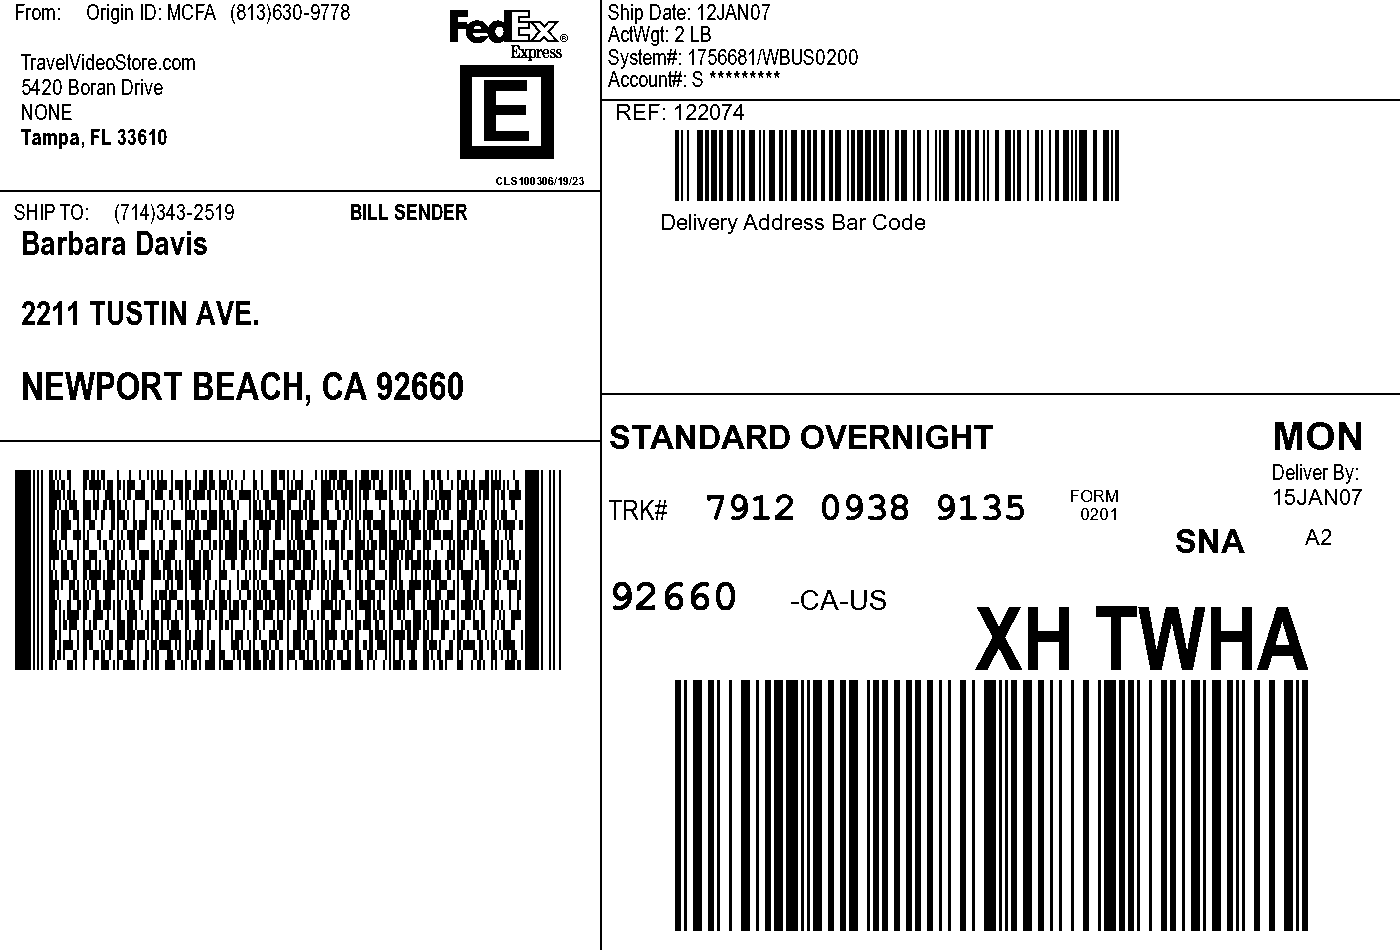 From: Origin ID: MCFA (813)630-9778
TravelVideoStore.com
5420 Boran Drive
NONE
Tampa, FL 33610
FedEx®
Express
E
CLS100306/19/23
Ship Date: 12JAN07
ActWgt: 2 LB
System#: 1756681/WBUS0200
Account#: S *********
REF: 122074
Delivery Address Bar Code
SHIP TO: (714)343-2519 BILL SENDER
Barbara Davis
2211 TUSTIN AVE.
NEWPORT BEACH, CA 92660
STANDARD OVERNIGHT
MON
Deliver By:
15JAN07
TRK# 7912 0938 9135
FORM
0201
SNA A2
92660 -CA-US
XH TWHA